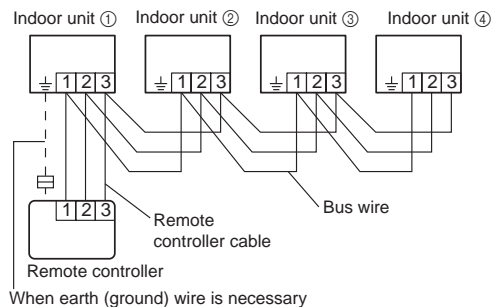 Indoor unit ① Indoor unit ② Indoor unit ③ Indoor unit ④
1 2 3 1 2 3 1 2 3 1 2 3
Bus wire
1 2 3
Remote
controller cable
Remote controller
When earth (ground) wire is necessary